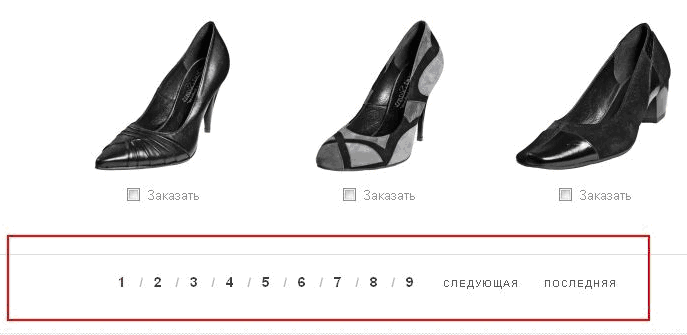 Заказать Заказать Заказать
1 / 2 / 3 / 4 / 5 / 6 / 7 / 8 / 9 СЛЕДУЮЩАЯ ПОСЛЕДНЯЯ